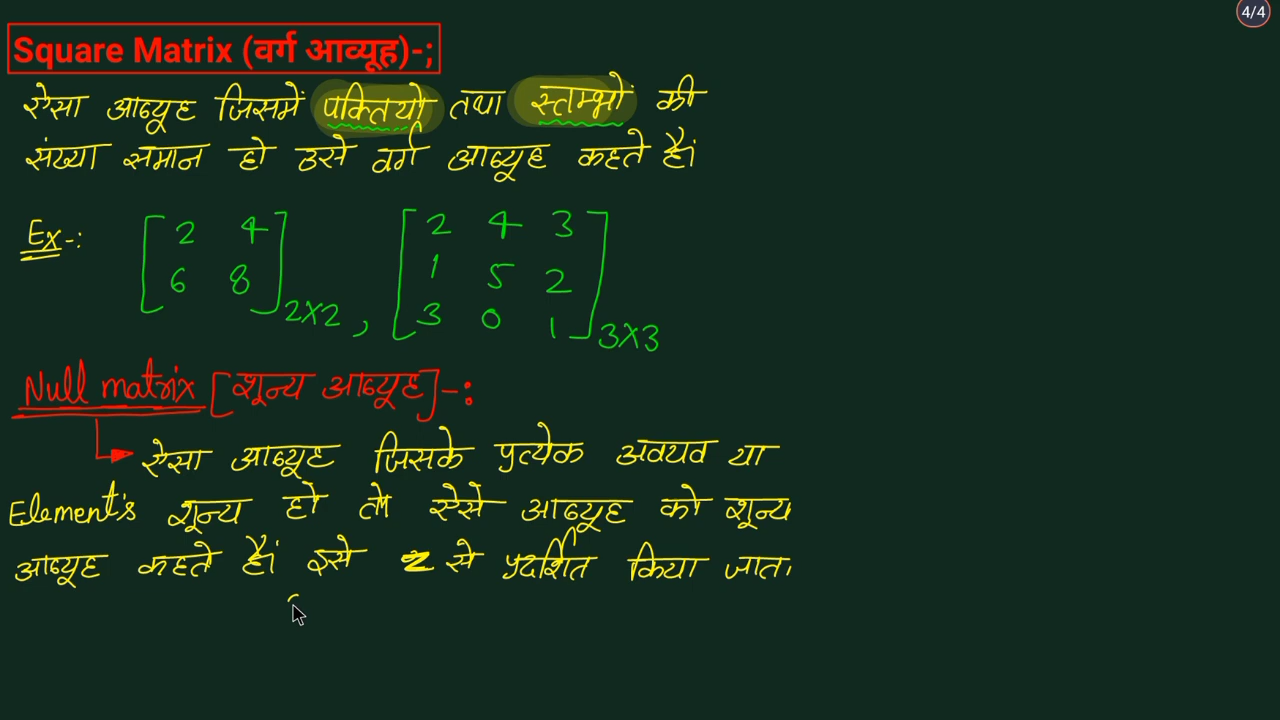 4/4
Square Matrix (वर्ग आव्यूह)-;
ऐसा आव्यूह जिसमें पक्तियो तथा स्तम्भों की
संख्या समान हो उसे वर्ग आव्यूह कहते हैं।
Ex-: [2 4 6 8]2x2 , [2 4 3 1 5 2 3 0 1]3x3
Null matrix [शून्य आव्यूह]-:
ऐसा आव्यूह जिसके प्रत्येक अवयव या
Element's शून्य हो तो ऐसे आव्यूह को शून्य
आव्यूह कहते हैं। इसे Z से प्रदर्शित किया जाता